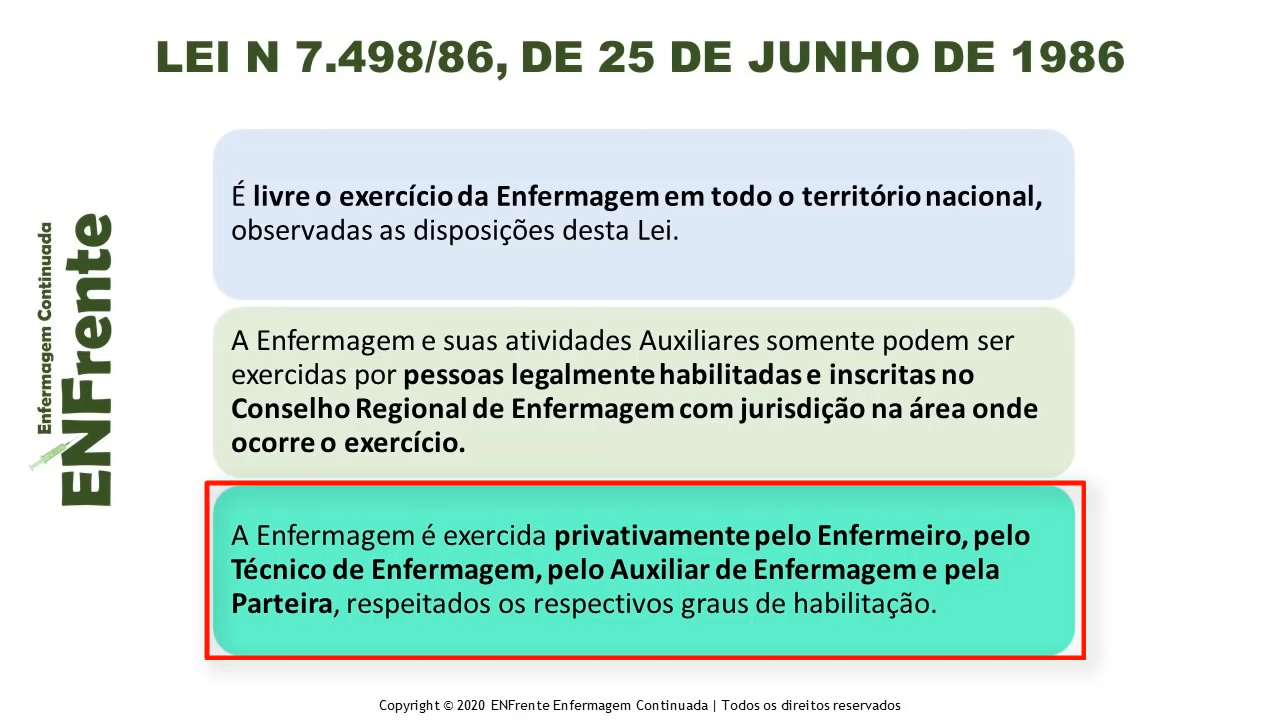 LEI N 7.498/86, DE 25 DE JUNHO DE 1986
É livre o exercício da Enfermagem em todo o território nacional,
observadas as disposições desta Lei.
Enfermagem Continuada
ENFrente
A Enfermagem e suas atividades Auxiliares somente podem ser
exercidas por pessoas legalmente habilitadas e inscritas no
Conselho Regional de Enfermagem com jurisdição na área onde
ocorre o exercício.
A Enfermagem é exercida privativamente pelo Enfermeiro, pelo
Técnico de Enfermagem, pelo Auxiliar de Enfermagem e pela
Parteira, respeitados os respectivos graus de habilitação.
Copyright © 2020 ENFrente Enfermagem Continuada | Todos os direitos reservados